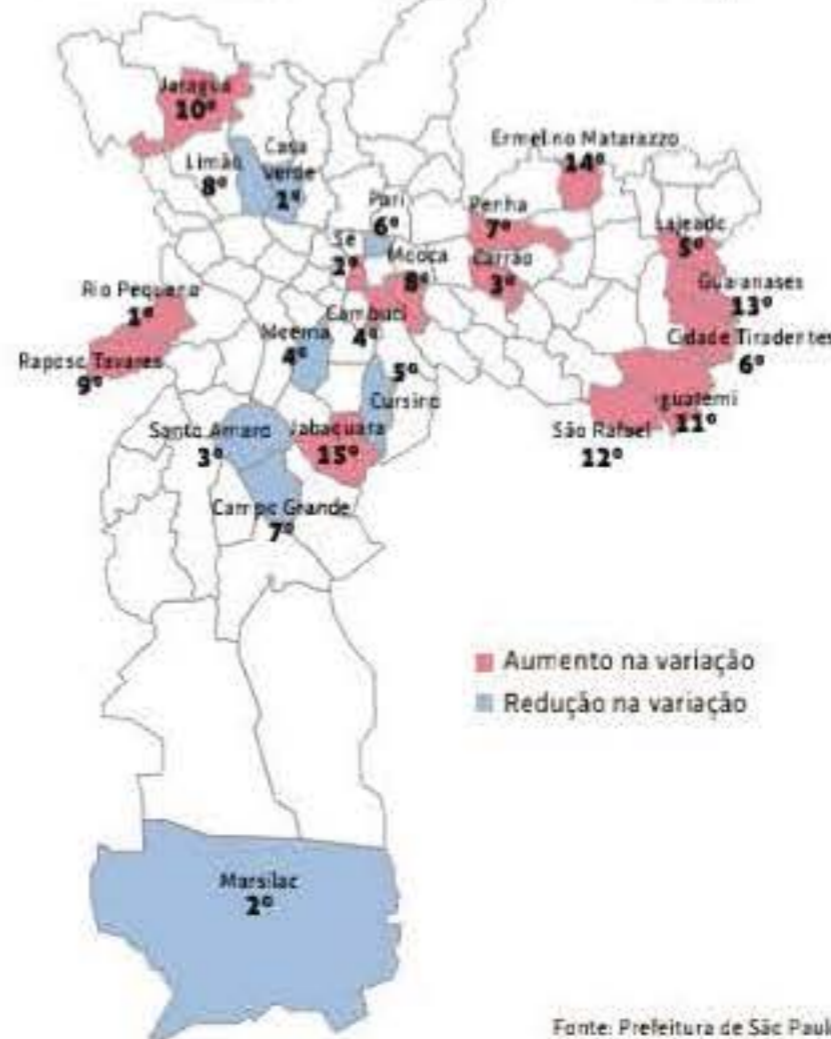 Jaraguá
10º
Limão
8º
Casa
Verde
1º
Ermelino Matarazzo
14º
Pari
6º
Penha
7º
Sé
2º
Mooca
8º
Carrão
3º
Lajeado
5º
Guaianases
13º
Rio Pequeno
1º
Cambuci
4º
Moema
4º
Cidade Tiradentes
6º
Raposo Tavares
9º
5º
Cursino
Iguatemi
11º
Santo Amaro
3º
Jabaquara
15º
São Rafael
12º
Campo Grande
7º
Aumento na variação
Redução na variação
Marsilac
2º
Fonte: Prefeitura de São Paulo